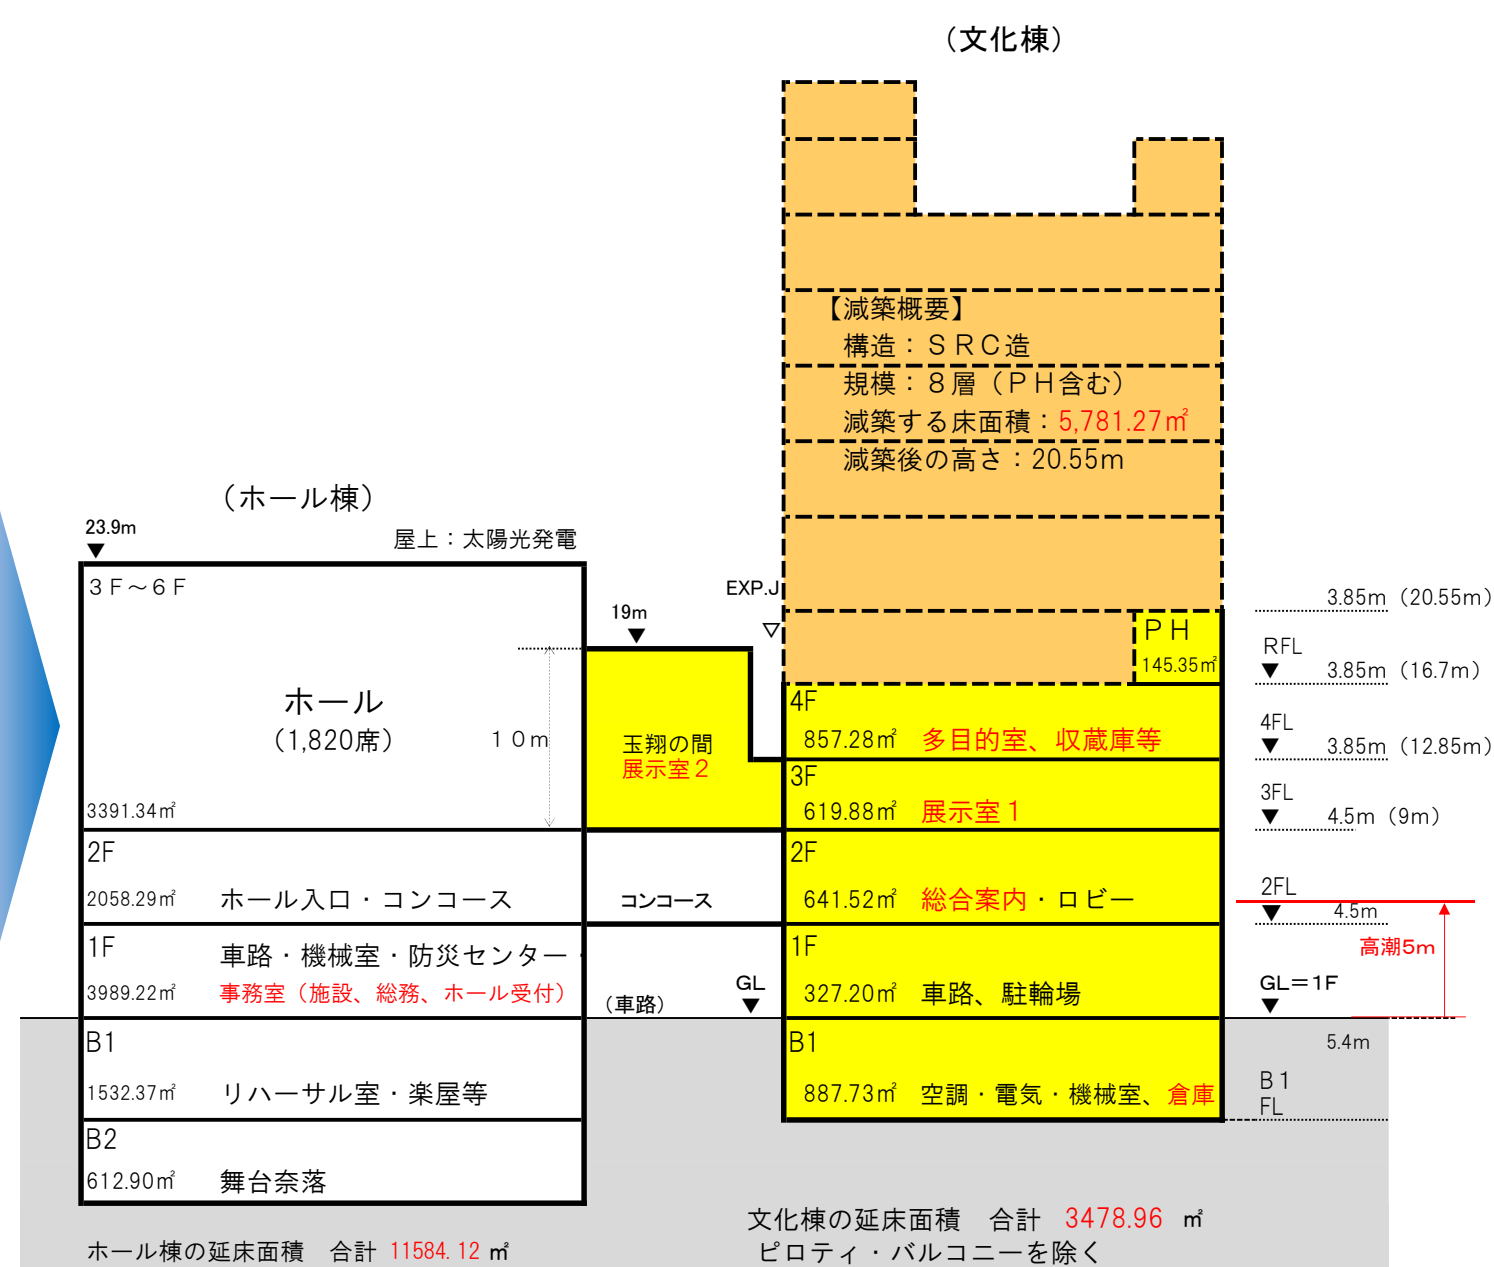 （文化棟）
【減築概要】
構造：ＳＲＣ造
規模：８層（ＰＨ含む）
減築する床面積：5,781.27㎡
減築後の高さ：20.55m
（ホール棟）
23.9m
屋上：太陽光発電
３Ｆ～６Ｆ
ホール
（1,820席）
１０ｍ
3391.34㎡
2F
2058.29㎡ ホール入口・コンコース
1F
車路・機械室・防災センター・
3989.22㎡ 事務室（施設、総務、ホール受付）
B1
1532.37㎡ リハーサル室・楽屋等
B2
612.90㎡ 舞台奈落
ホール棟の延床面積 合計 11584.12 ㎡
19m
EXP.J
玉翔の間
展示室２
コンコース
（車路）
GL
ＰＨ
145.35㎡
4F
857.28㎡ 多目的室、収蔵庫等
3F
619.88㎡ 展示室１
2F
641.52㎡ 総合案内・ロビー
1F
327.20㎡ 車路、駐輪場
B1
887.73㎡ 空調・電気・機械室、倉庫
文化棟の延床面積 合計 3478.96 ㎡
ピロティ・バルコニーを除く
3.85m（20.55m）
RFL
3.85m（16.7m）
4FL
3.85m（12.85m）
3FL
4.5m（9m）
2FL
4.5m
高潮5m
GL＝1F
5.4m
B1
FL